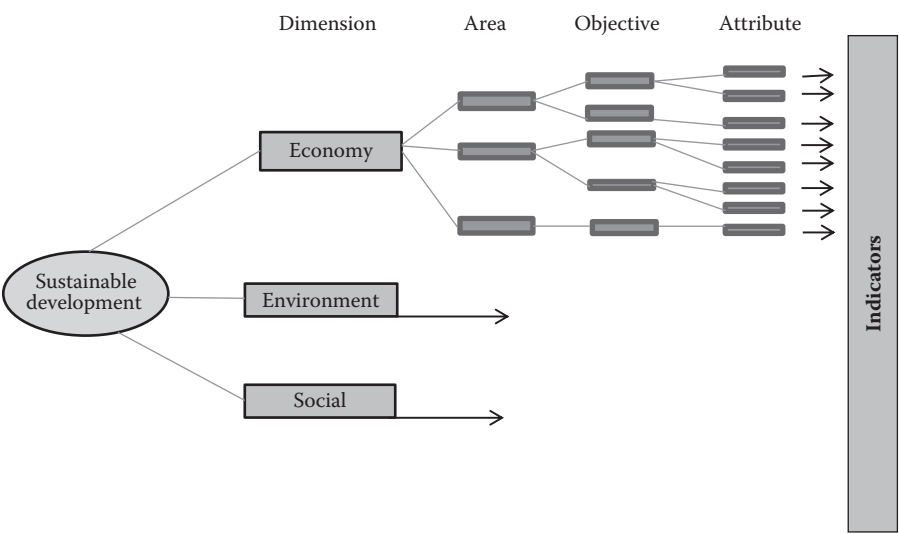 Dimension Area Objective Attribute
Economy
Sustainable
development
Environment
Social
Indicators